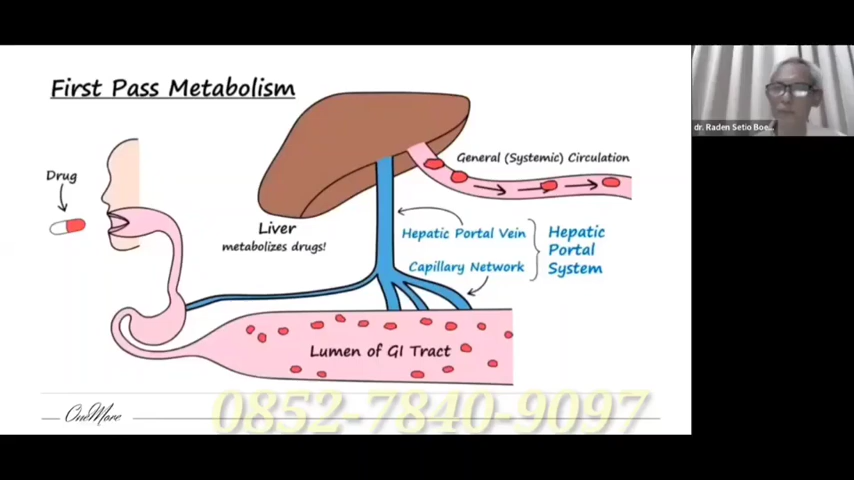 First Pass Metabolism
dr. Raden Setio Boe...
Drug
General (Systemic) Circulation
Liver
metabolizes drugs!
Hepatic Portal Vein
Capillary Network
Hepatic
Portal
System
Lumen of GI Tract
OneMore
0852-7840-9097